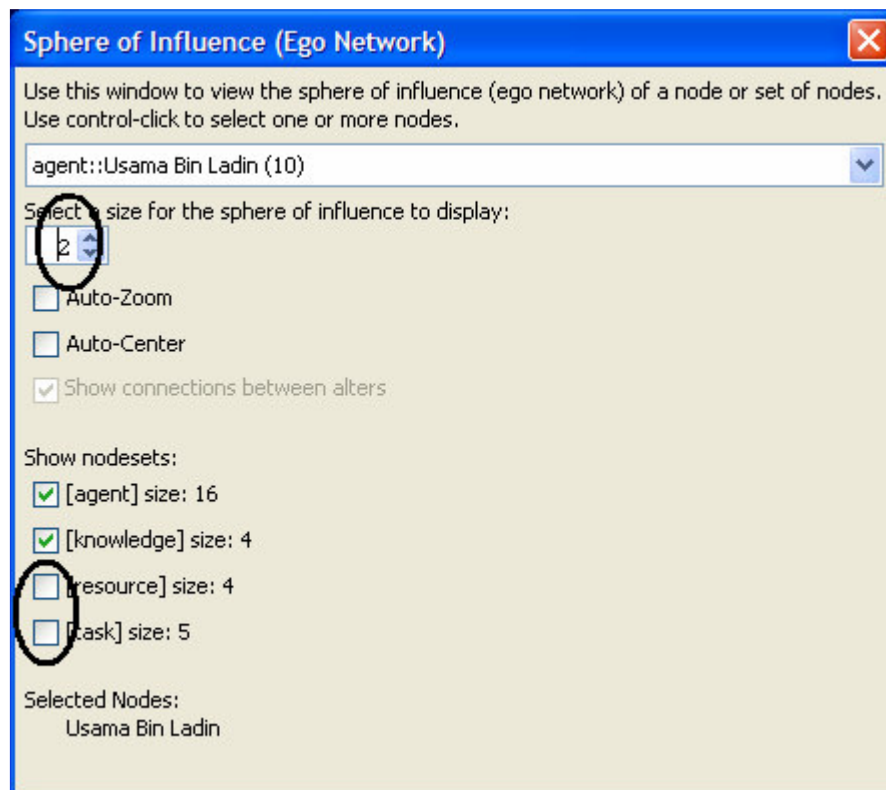 Sphere of Influence (Ego Network)
Use this window to view the sphere of influence (ego network) of a node or set of nodes.
Use control-click to select one or more nodes.
agent::Usama Bin Ladin (10)
Select a size for the sphere of influence to display:
2
Auto-Zoom
Auto-Center
Show connections between alters
Show nodesets:
[agent] size: 16
[knowledge] size: 4
[resource] size: 4
[task] size: 5
Selected Nodes:
Usama Bin Ladin